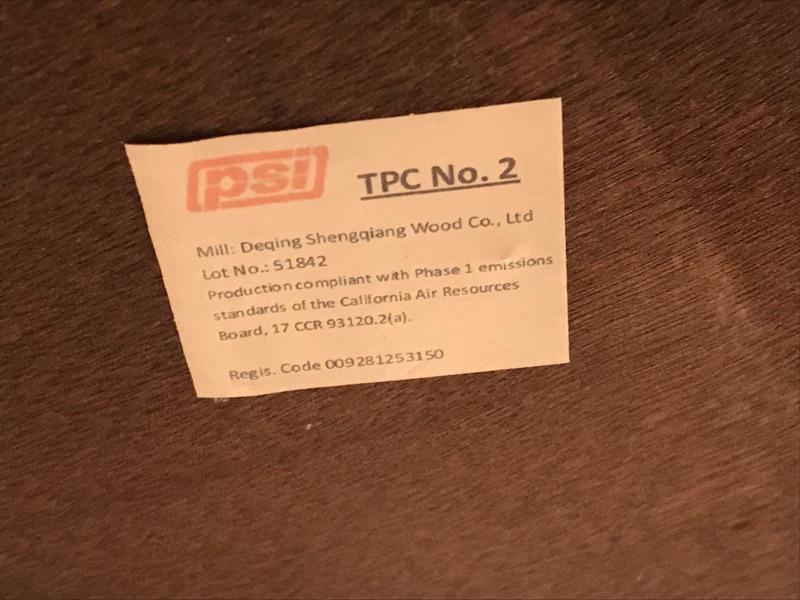 psi
TPC No. 2
Mill: Deqing Shengqiang Wood Co., Ltd
Lot No.: 51842
Production compliant with Phase 1 emissions
standards of the California Air Resources
Board, 17 CCR 93120.2(a).
Regis. Code 009281253150